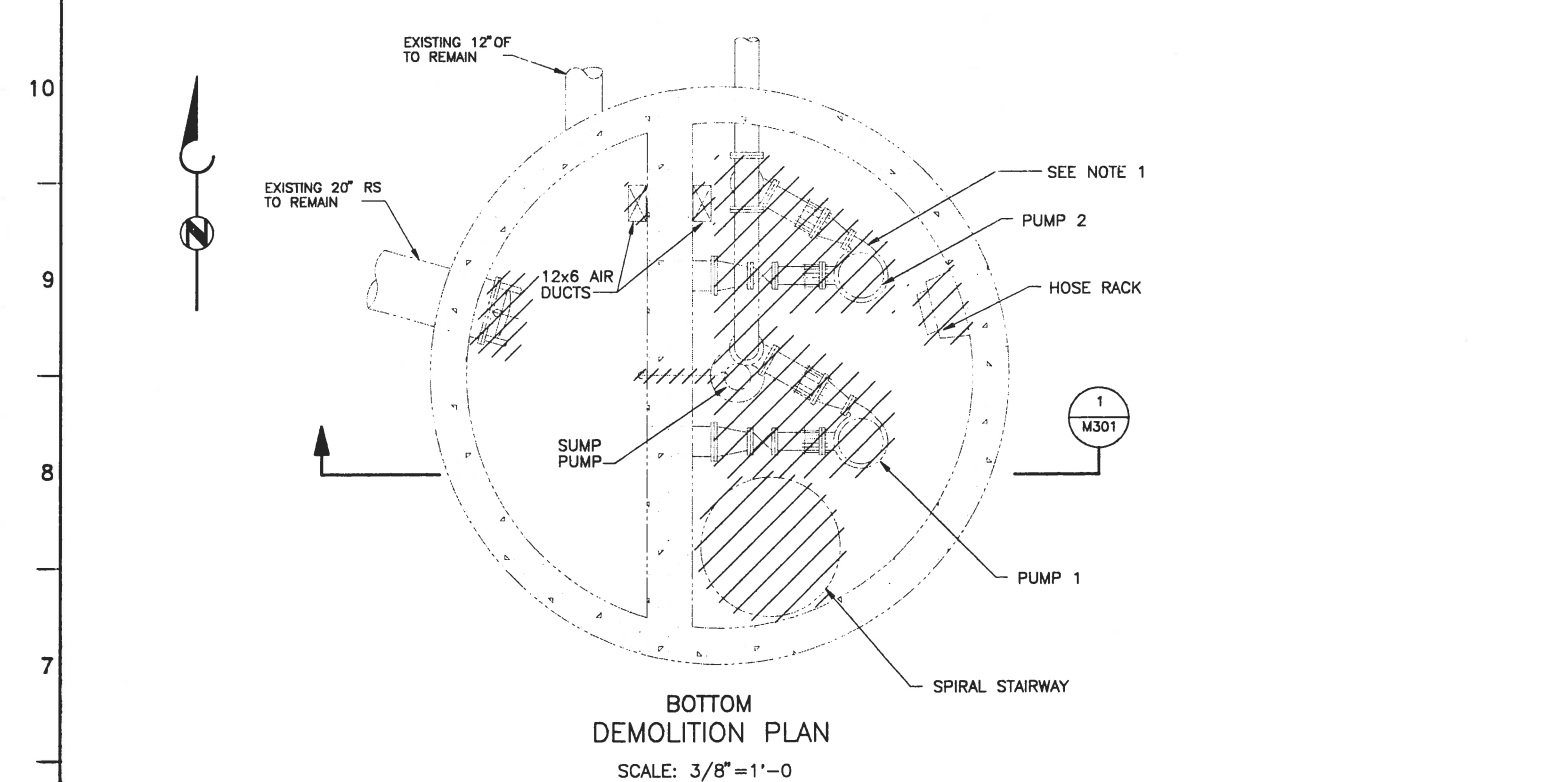 EXISTING 12" OF
TO REMAIN
10
SEE NOTE 1
EXISTING 20" RS
TO REMAIN
PUMP 2
N
9
12x6 AIR
DUCTS
HOSE RACK
1
M301
SUMP
PUMP
8
PUMP 1
7
SPIRAL STAIRWAY
BOTTOM
DEMOLITION PLAN
SCALE: 3/8"=1'-0